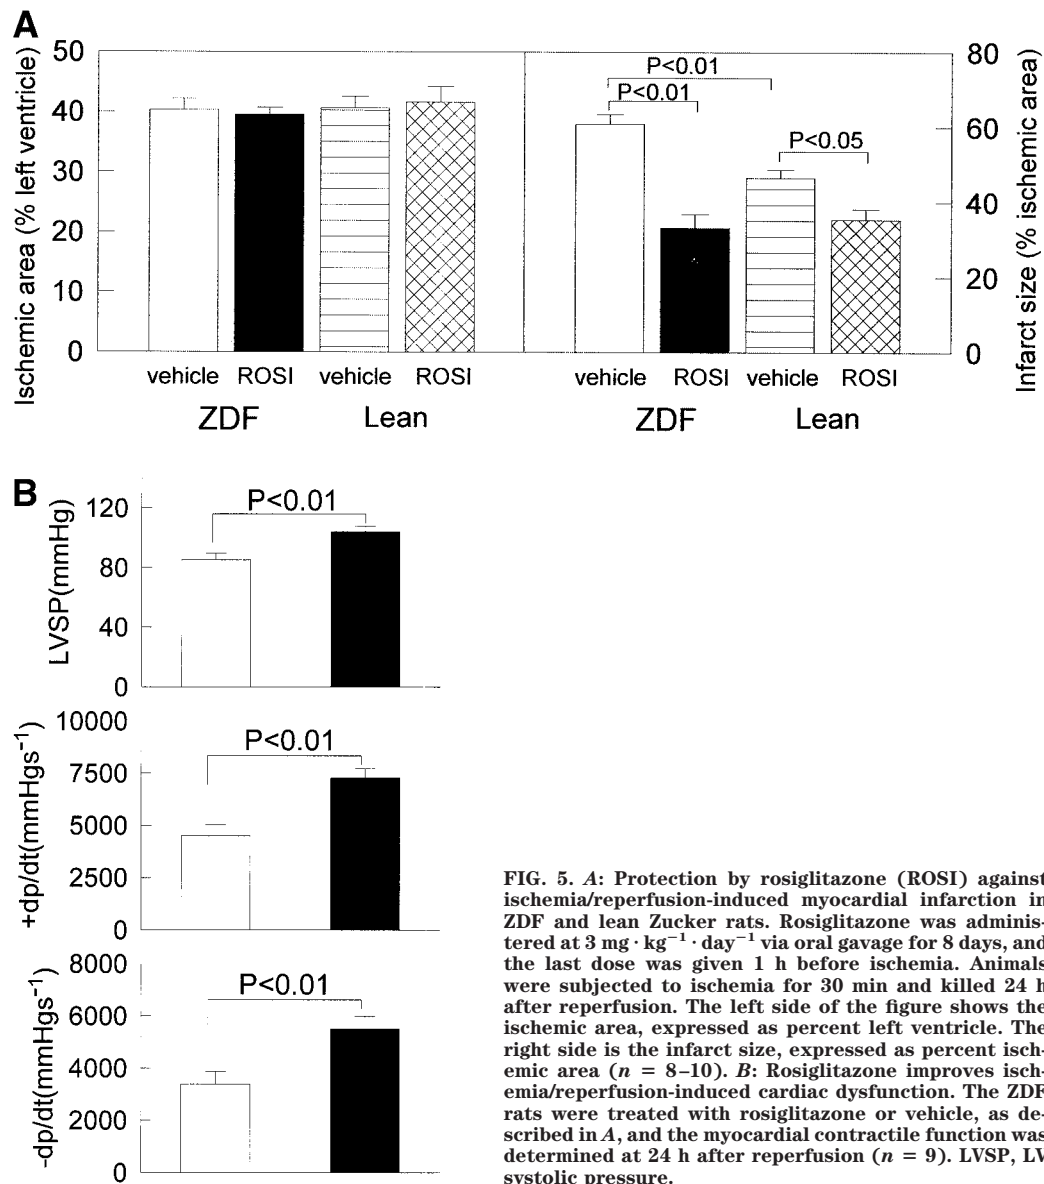 A
Ischemic area (% left ventricle)
50
40
30
20
10
0
vehicle ROSI vehicle ROSI
ZDF Lean
P<0.01
P<0.01
P<0.05
80
60
40
20
0
Infarct size (% ischemic area)
vehicle ROSI vehicle ROSI
ZDF Lean
B
LVSP(mmHg)
120
80
40
0
P<0.01
+dp/dt(mmHgs⁻¹)
10000
7500
5000
2500
0
P<0.01
-dp/dt(mmHgs⁻¹)
8000
6000
4000
2000
0
P<0.01
FIG. 5. A: Protection by rosiglitazone (ROSI) against
ischemia/reperfusion-induced myocardial infarction in
ZDF and lean Zucker rats. Rosiglitazone was adminis-
tered at 3 mg · kg⁻¹ · day⁻¹ via oral gavage for 8 days, and
the last dose was given 1 h before ischemia. Animals
were subjected to ischemia for 30 min and killed 24 h
after reperfusion. The left side of the figure shows the
ischemic area, expressed as percent left ventricle. The
right side is the infarct size, expressed as percent isch-
emic area (n = 8–10). B: Rosiglitazone improves isch-
emia/reperfusion-induced cardiac dysfunction. The ZDF
rats were treated with rosiglitazone or vehicle, as de-
scribed in A, and the myocardial contractile function was
determined at 24 h after reperfusion (n = 9). LVSP, LV
systolic pressure.